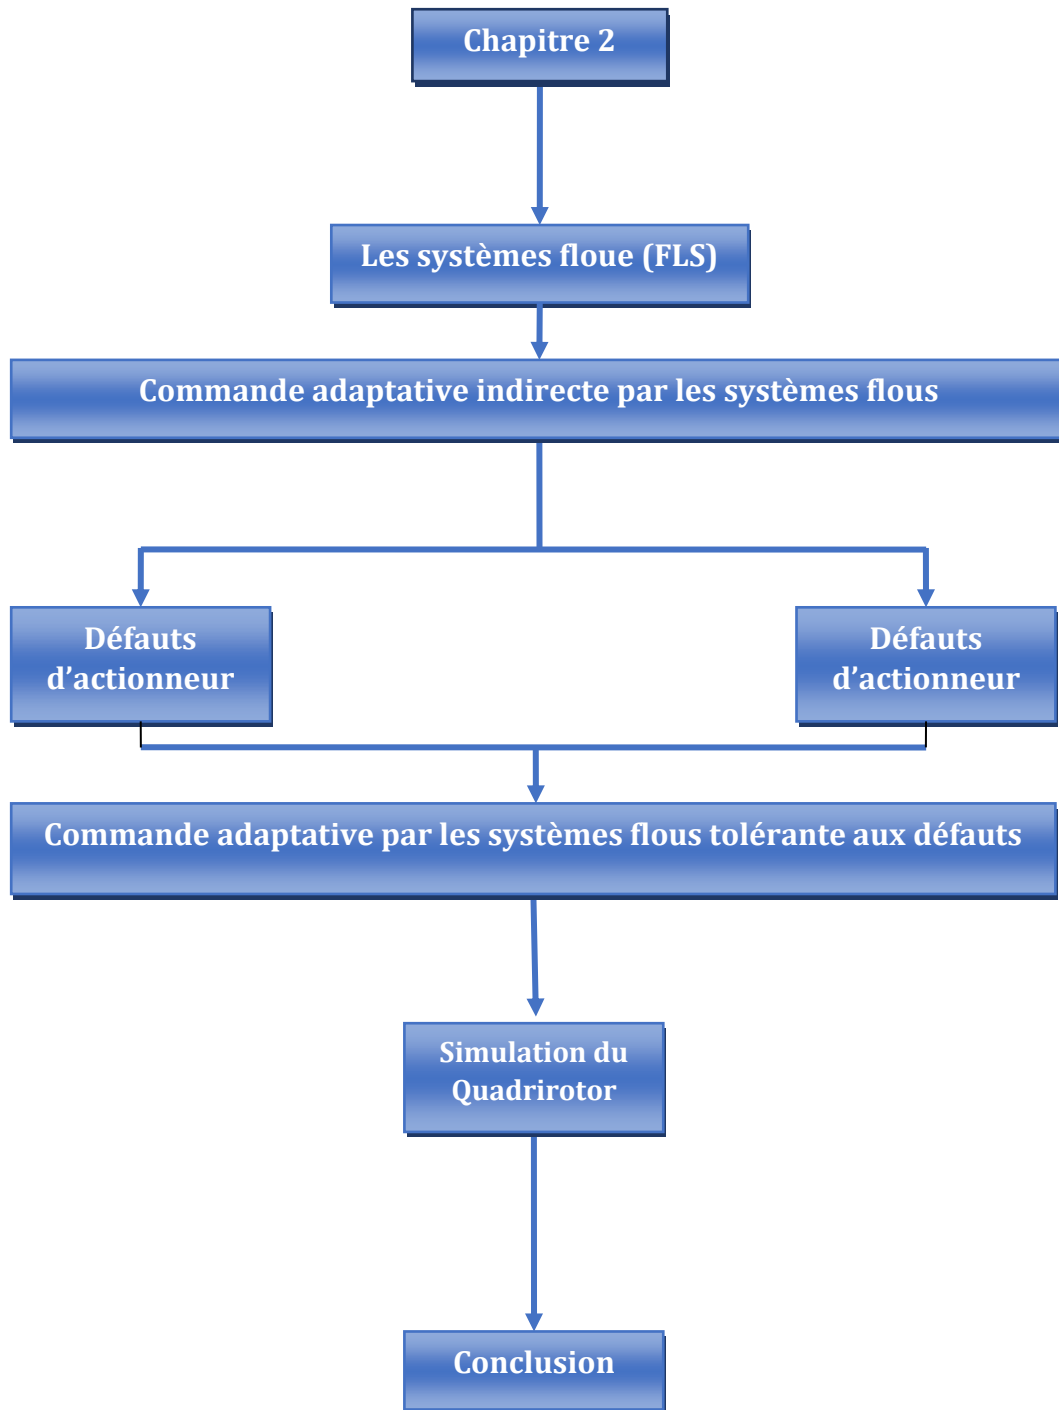 Chapitre 2
Les systèmes floue (FLS)
Commande adaptative indirecte par les systèmes flous
Défauts
d’actionneur
Défauts
d’actionneur
Commande adaptative par les systèmes flous tolérante aux défauts
Simulation du
Quadrirotor
Conclusion